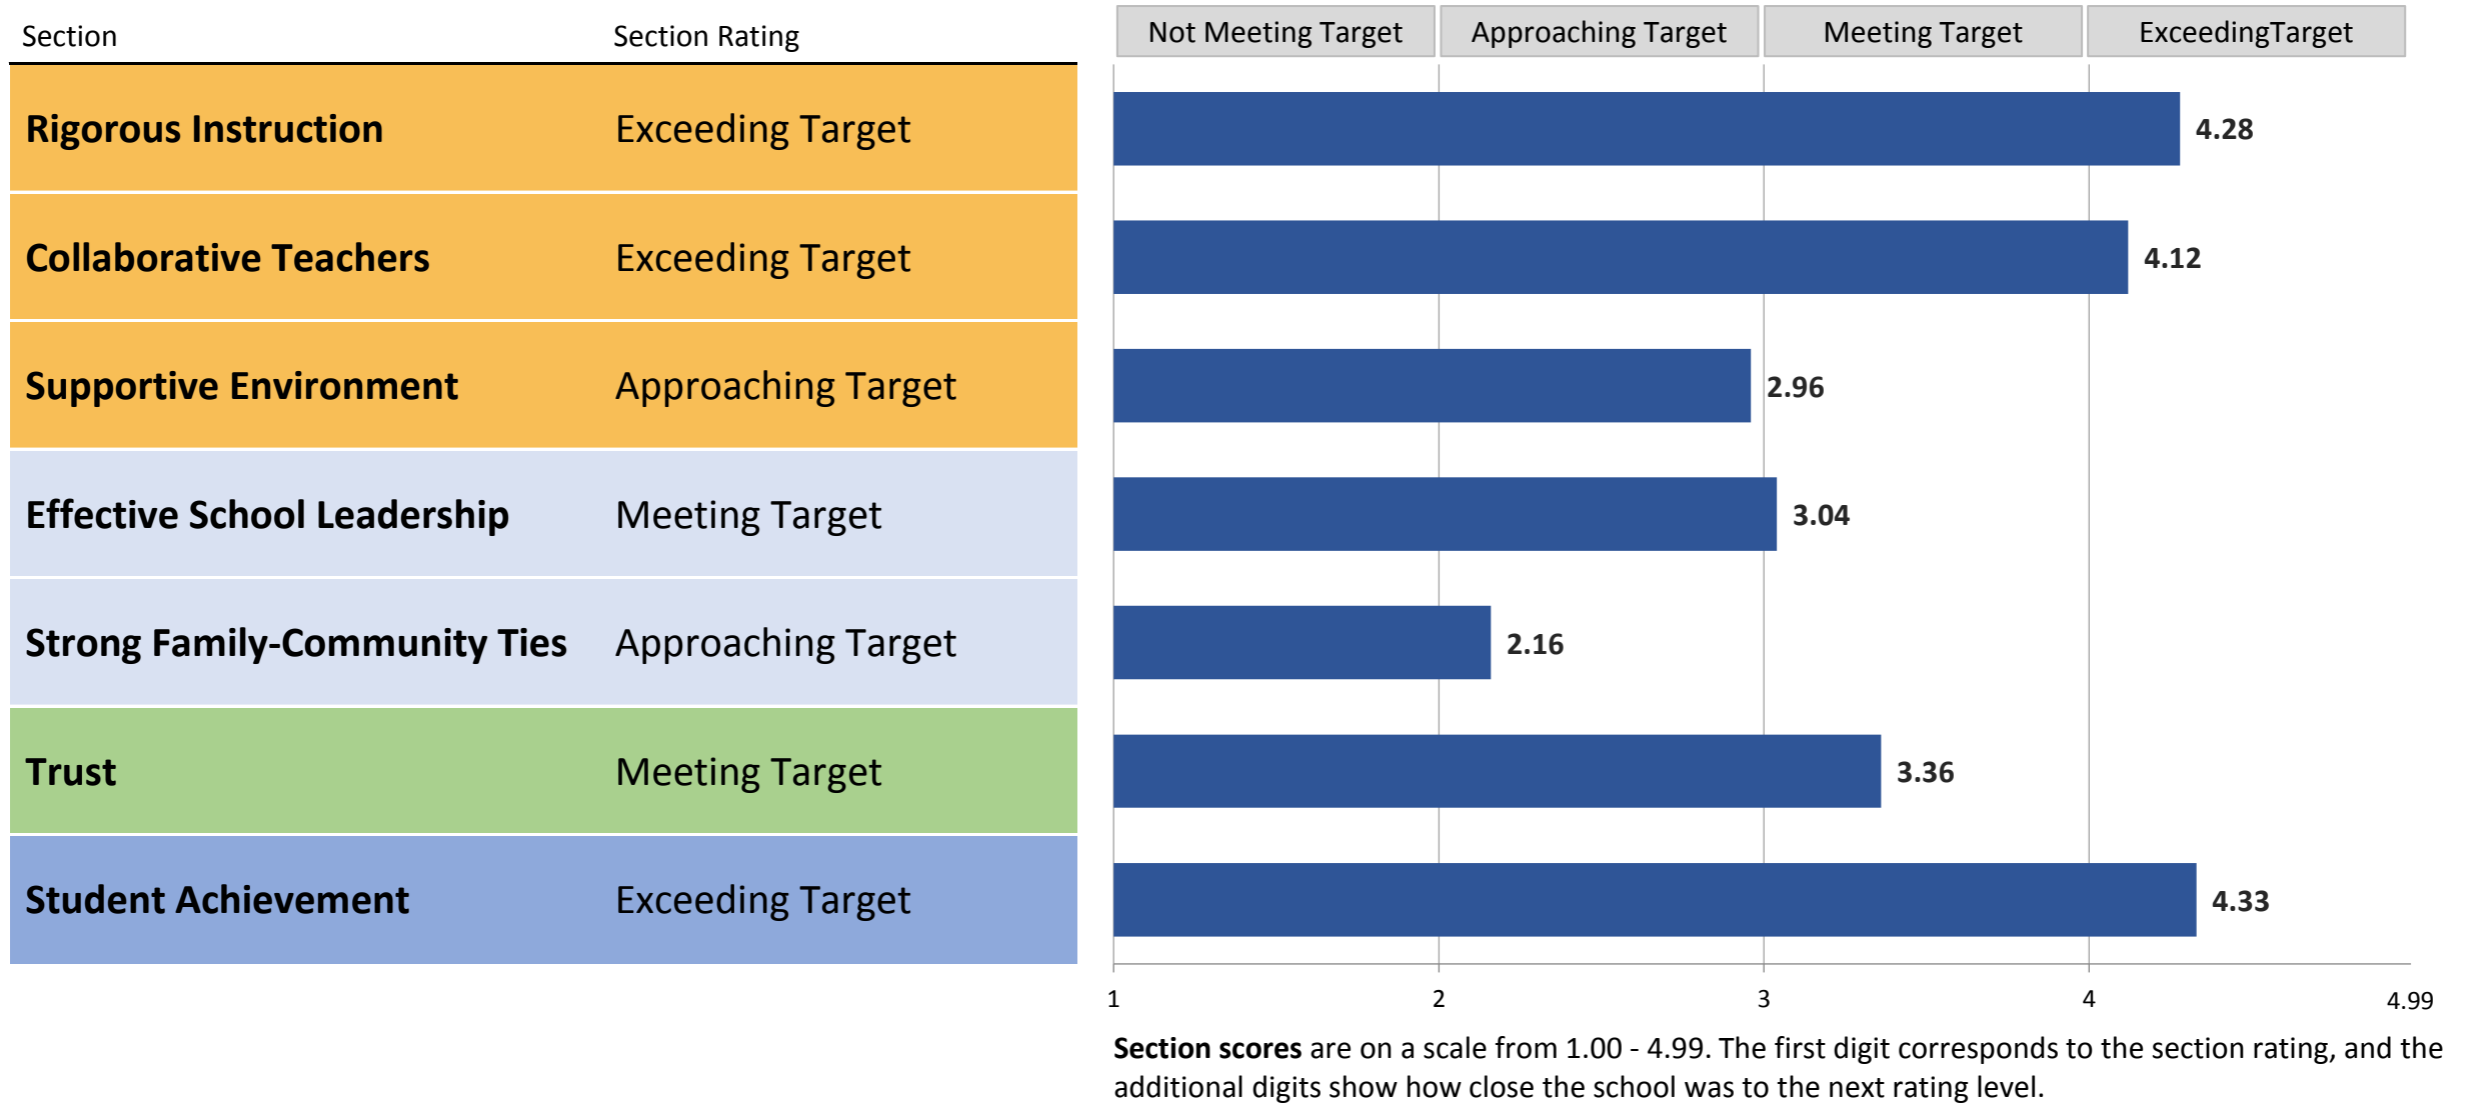 Section Section Rating Not Meeting Target Approaching Target Meeting Target ExceedingTarget
Rigorous Instruction Exceeding Target 4.28
Collaborative Teachers Exceeding Target 4.12
Supportive Environment Approaching Target 2.96
Effective School Leadership Meeting Target 3.04
Strong Family-Community Ties Approaching Target 2.16
Trust Meeting Target 3.36
Student Achievement Exceeding Target 4.33
1 2 3 4 4.99
Section scores are on a scale from 1.00 - 4.99. The first digit corresponds to the section rating, and the
additional digits show how close the school was to the next rating level.